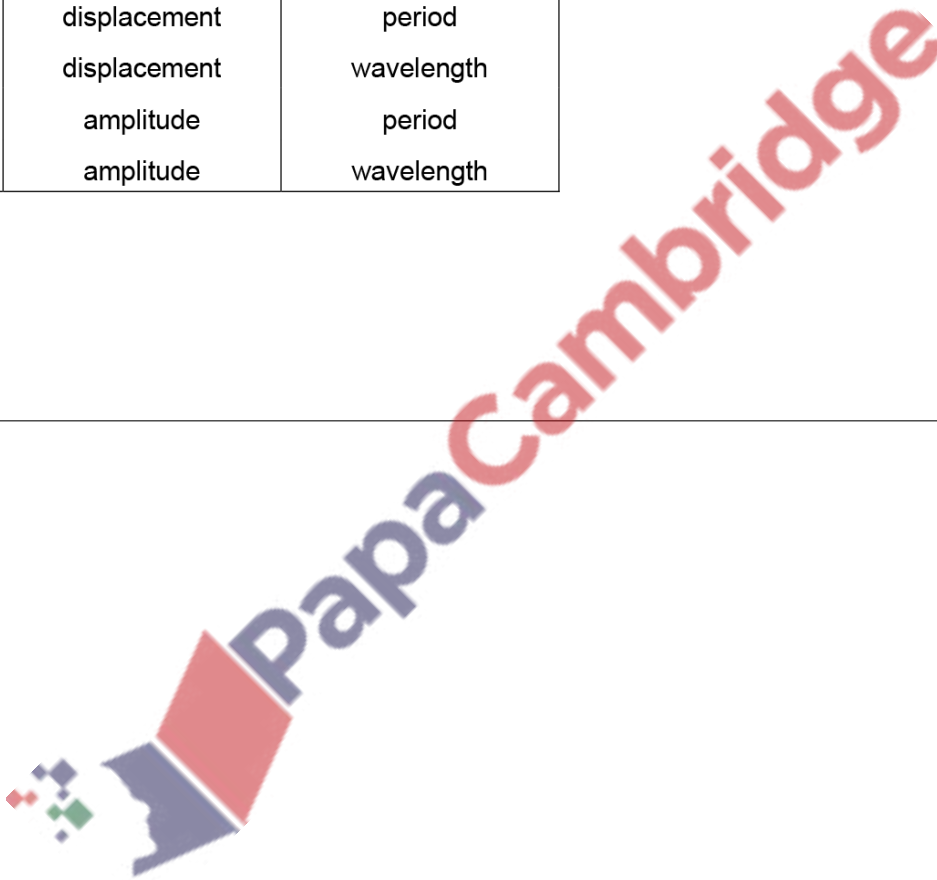 displacement period
displacement wavelength
amplitude period
amplitude wavelength
PapaCambridge